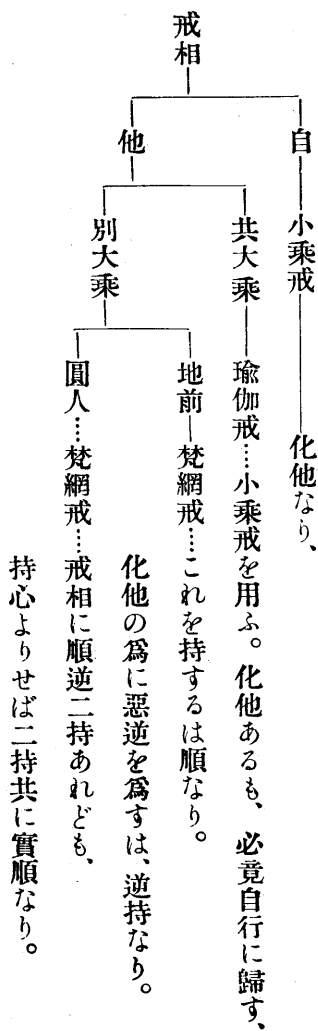 戒相
自
小乘戒
化他なり、
他
共大乘
瑜伽戒……小乘戒を用ふ。化他あるも、必竟自行に歸す、
別大乘
地前
梵網戒……これを持するは順なり。
化他の爲に惡逆を爲すは、逆持なり。
圓人……梵網戒……戒相に順逆二持あれども、
持心よりせば二持共に實順なり。